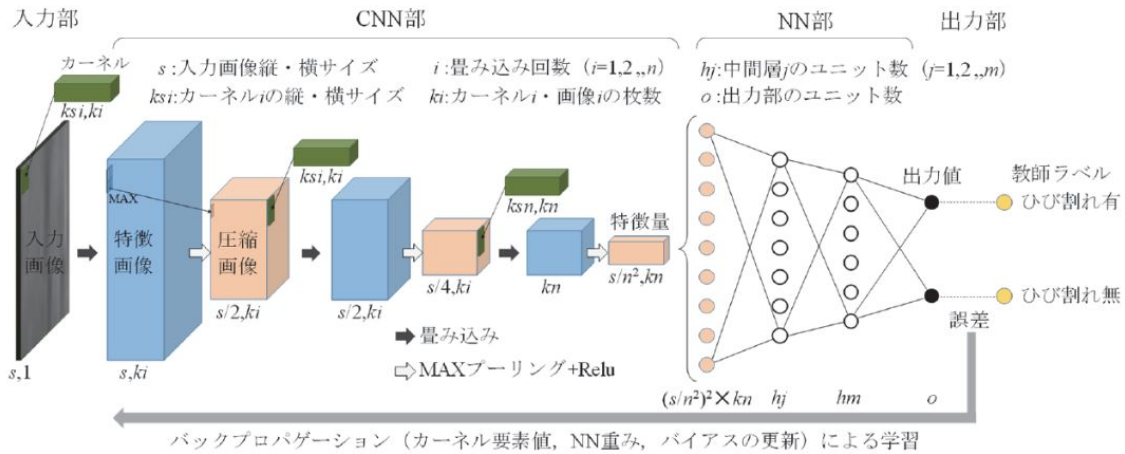 入力部
CNN部
NN部
出力部
カーネル
s:入力画像縦・横サイズ
i:畳み込み回数 (i=1,2,,n)
hj:中間層jのユニット数 (j=1,2,,m)
ksi:カーネルiの縦・横サイズ
ki:カーネルi・画像iの枚数
o:出力部のユニット数
ksi,ki
ksi,ki
ksn,kn
MAX
入力
画像
特徴
画像
圧縮
画像
特徴量
出力値
教師ラベル
ひび割れ有
ひび割れ無
誤差
s,1
s,ki
s/2,ki
s/2,ki
s/4,ki
kn
s/n²,kn
畳み込み
MAXプーリング+Relu
(s/n²)²×kn
hj
hm
o
バックプロパゲーション（カーネル要素値，NN重み，バイアスの更新）による学習